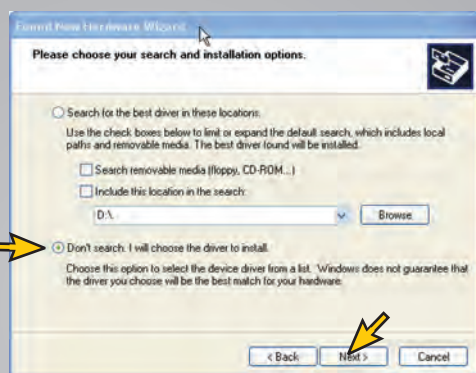 Found New Hardware Wizard
Please choose your search and installation options.
Search for the best driver in these locations.
Use the check boxes below to limit or expand the default search, which includes local
paths and removable media. The best driver found will be installed.
Search removable media (floppy, CD-ROM...)
Include this location in the search:
D:\
Browse
Don't search. I will choose the driver to install.
Choose this option to select the device driver from a list. Windows does not guarantee that
the driver you choose will be the best match for your hardware.
< Back Next > Cancel